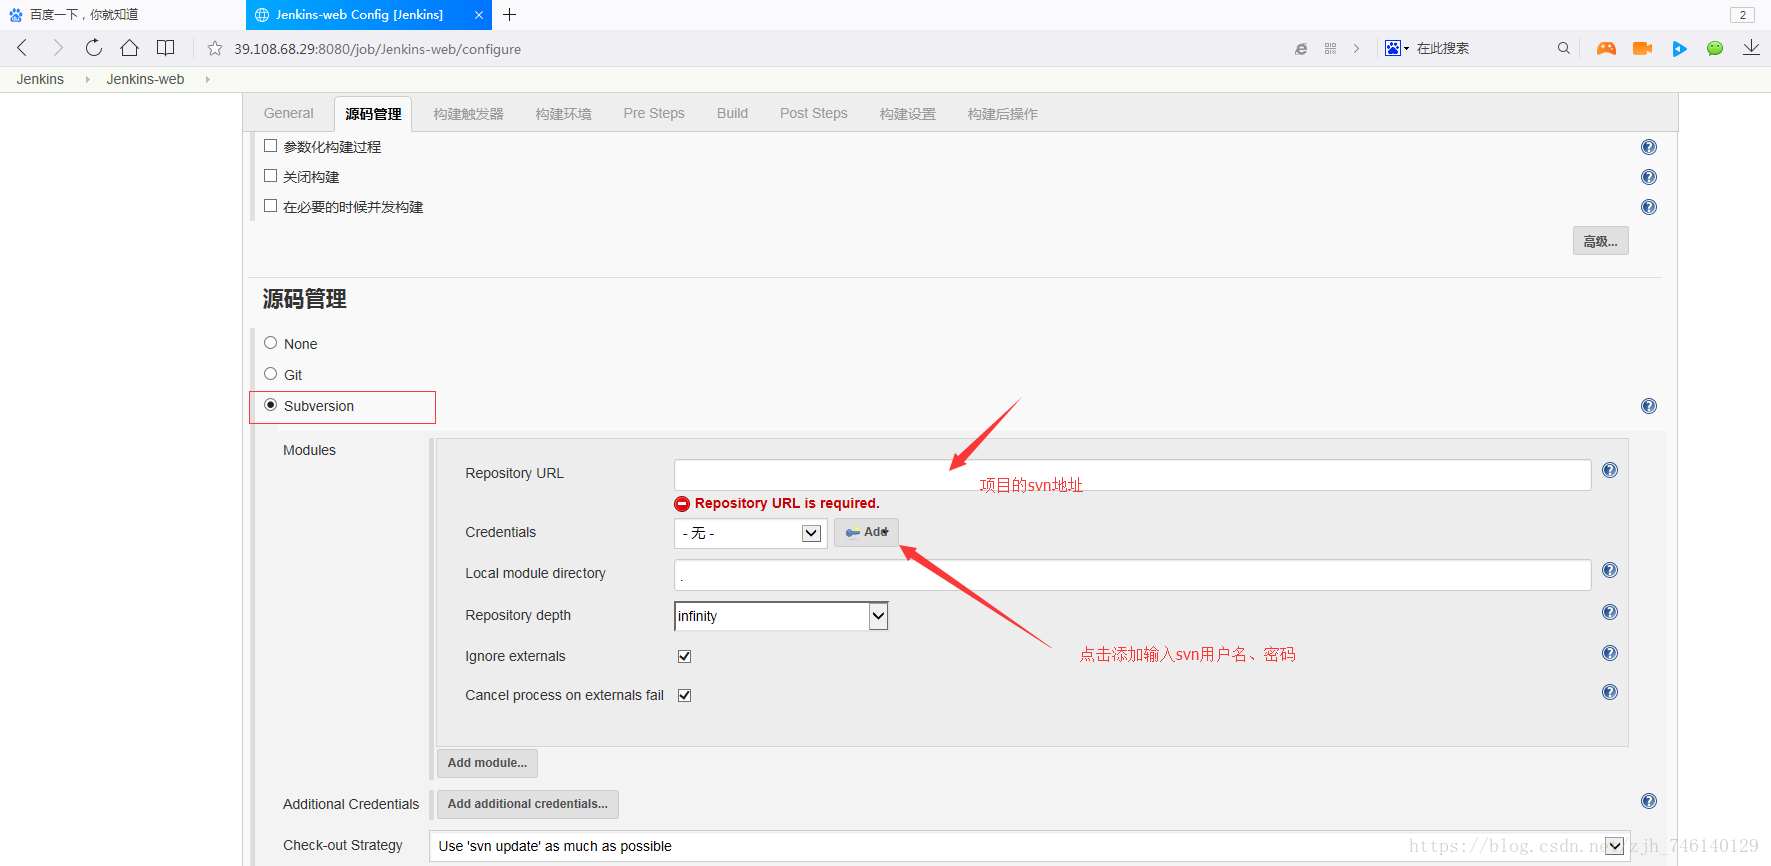 百度一下，你就知道
Jenkins-web Config [Jenkins]
2
39.108.68.29:8080/job/Jenkins-web/configure
在此搜索
Jenkins
Jenkins-web
General
源码管理
构建触发器
构建环境
Pre Steps
Build
Post Steps
构建设置
构建后操作
参数化构建过程
关闭构建
在必要的时候并发构建
高级...
源码管理
None
Git
Subversion
Modules
Repository URL
项目的svn地址
Repository URL is required.
Credentials
- 无 -
Add
Local module directory
.
Repository depth
infinity
Ignore externals
点击添加输入svn用户名、密码
Cancel process on externals fail
Add module...
Additional Credentials
Add additional credentials...
Check-out Strategy
Use 'svn update' as much as possible
https://blog.csdn.net/zjh_746140129